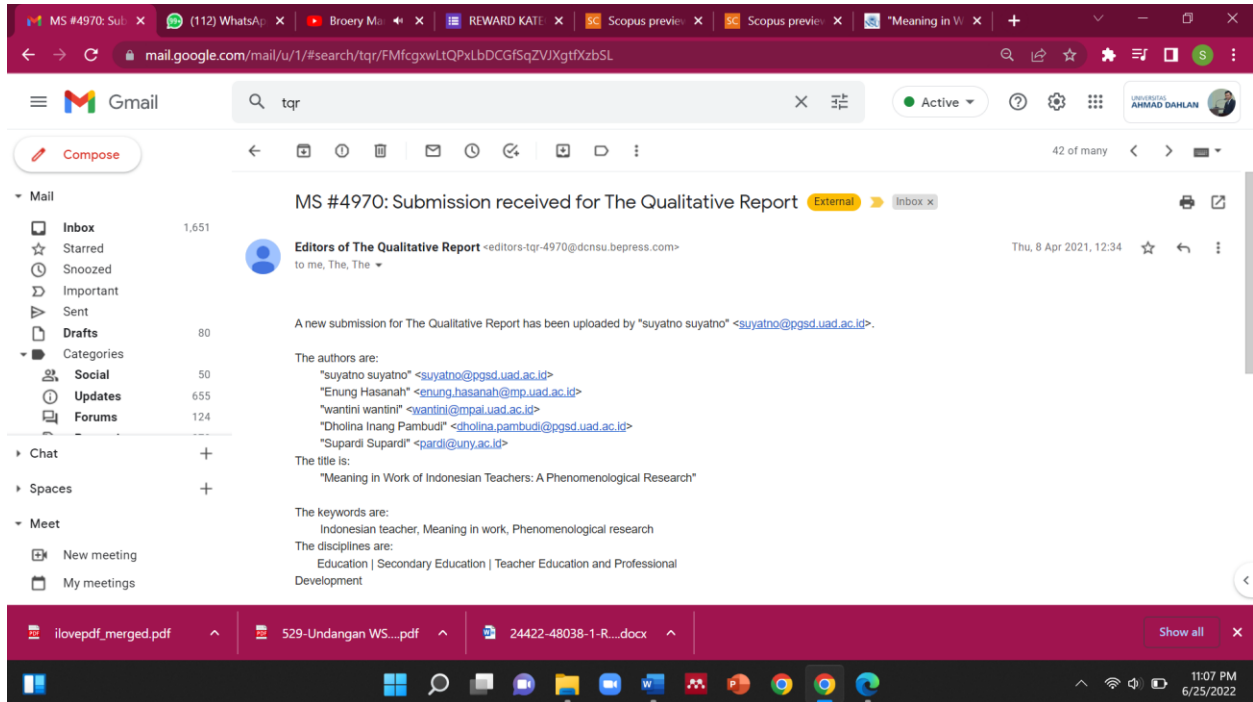 MS #4970: Sub
(112) WhatsAp
Broery Ma
REWARD KATE
Scopus preview
Scopus preview
"Meaning in W
mail.google.com/mail/u/1/#search/tqr/FMfcgxwLtQPxLbDCGfSqZVJXgtfXzbSL
S
Gmail
tqr
Active
UNIVERSITAS
AHMAD DAHLAN
Compose
42 of many
Mail
Inbox 1,651
Starred
Snoozed
Important
Sent
Drafts 80
Categories
Social 50
Updates 655
Forums 124
Chat
Spaces
Meet
New meeting
My meetings
MS #4970: Submission received for The Qualitative Report External Inbox x
Editors of The Qualitative Report <editors-tqr-4970@dcnsu.bepress.com> Thu, 8 Apr 2021, 12:34
to me, The, The
A new submission for The Qualitative Report has been uploaded by "suyatno suyatno" <suyatno@pgsd.uad.ac.id>.
The authors are:
"suyatno suyatno" <suyatno@pgsd.uad.ac.id>
"Enung Hasanah" <enung.hasanah@mp.uad.ac.id>
"wantini wantini" <wantini@mpai.uad.ac.id>
"Dholina Inang Pambudi" <dholina.pambudi@pgsd.uad.ac.id>
"Supardi Supardi" <pardi@uny.ac.id>
The title is:
"Meaning in Work of Indonesian Teachers: A Phenomenological Research"
The keywords are:
Indonesian teacher, Meaning in work, Phenomenological research
The disciplines are:
Education | Secondary Education | Teacher Education and Professional
Development
ilovepdf_merged.pdf
529-Undangan WS....pdf
24422-48038-1-R....docx
Show all
11:07 PM
6/25/2022